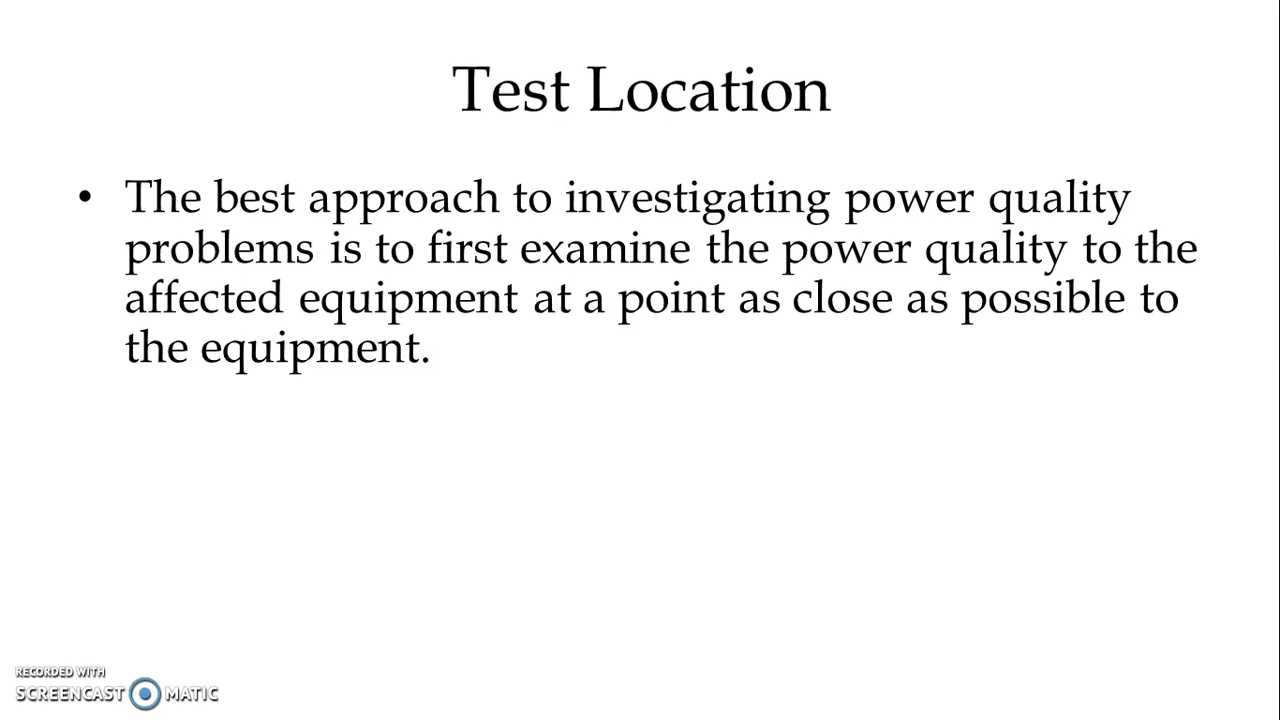 Test Location
• The best approach to investigating power quality
problems is to first examine the power quality to the
affected equipment at a point as close as possible to
the equipment.
RECORDED WITH
SCREENCAST MATIC